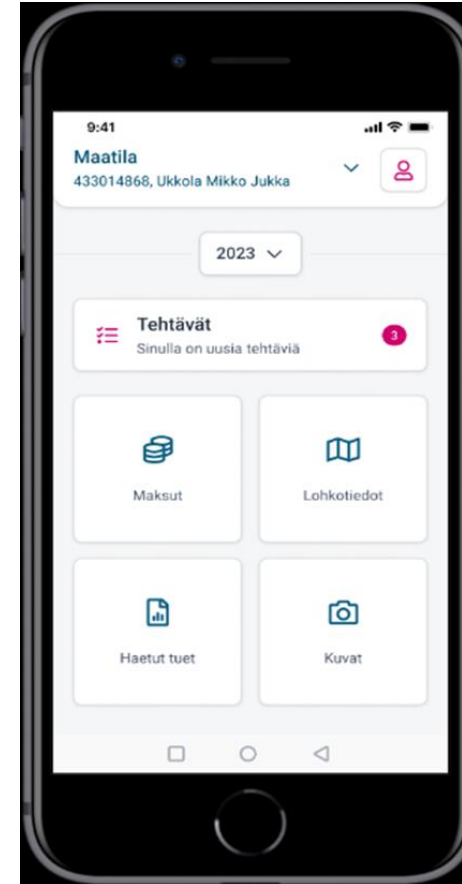 9:41
Maatila
433014868, Ukkola Mikko Jukka
2023
Tehtävät
Sinulla on uusia tehtäviä
3
Maksut
Lohkotiedot
Haetut tuet
Kuvat